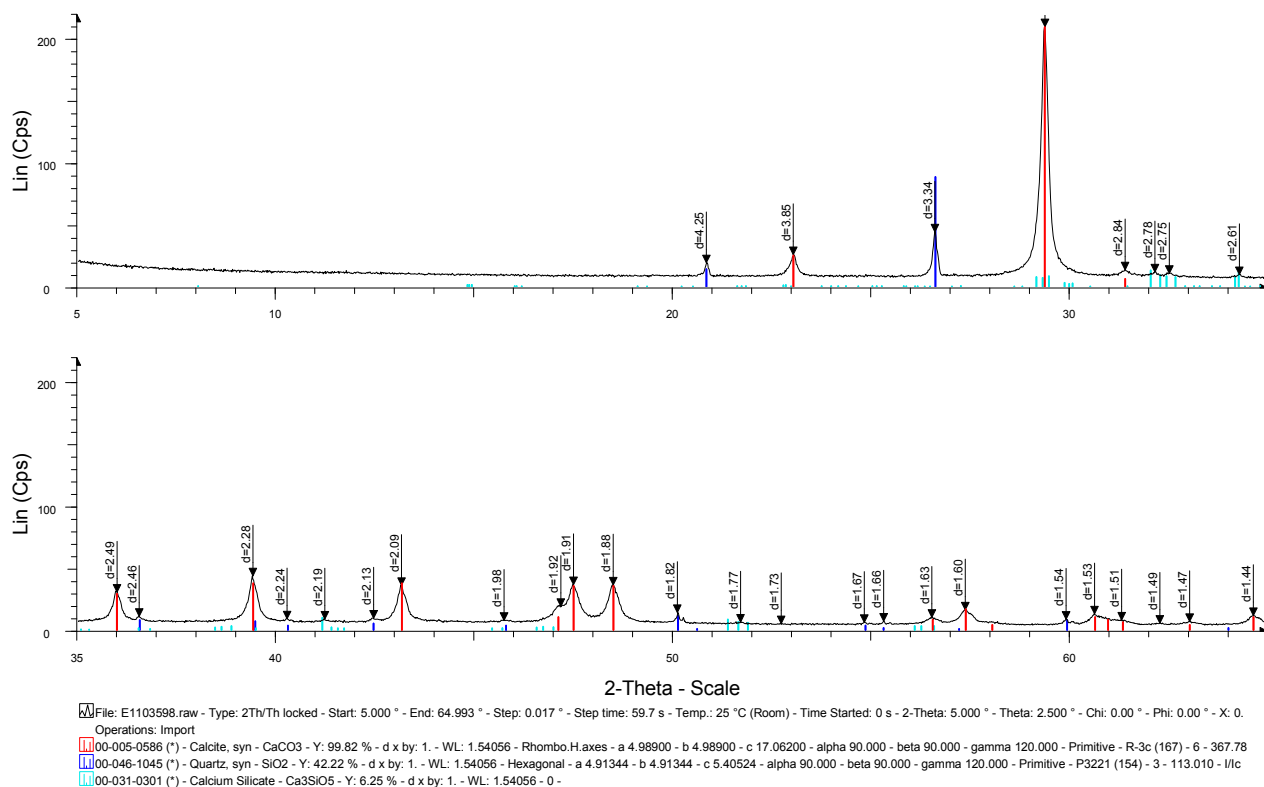 Lin (Cps)
200
100
0
d=4.25
d=3.85
d=3.34
d=2.84
d=2.78
d=2.75
d=2.61
5
10
20
30
Lin (Cps)
200
100
0
d=2.49
d=2.46
d=2.28
d=2.24
d=2.19
d=2.13
d=2.09
d=1.98
d=1.92
d=1.91
d=1.88
d=1.82
d=1.77
d=1.73
d=1.67
d=1.66
d=1.63
d=1.60
d=1.54
d=1.53
d=1.51
d=1.49
d=1.47
d=1.44
35
40
50
60
2-Theta - Scale
File: E1103598.raw - Type: 2Th/Th locked - Start: 5.000 ° - End: 64.993 ° - Step: 0.017 ° - Step time: 59.7 s - Temp.: 25 °C (Room) - Time Started: 0 s - 2-Theta: 5.000 ° - Theta: 2.500 ° - Chi: 0.00 ° - Phi: 0.00 ° - X: 0.
Operations: Import
00-005-0586 (*) - Calcite, syn - CaCO3 - Y: 99.82 % - d x by: 1. - WL: 1.54056 - Rhombo.H.axes - a 4.98900 - b 4.98900 - c 17.06200 - alpha 90.000 - beta 90.000 - gamma 120.000 - Primitive - R-3c (167) - 6 - 367.78
00-046-1045 (*) - Quartz, syn - SiO2 - Y: 42.22 % - d x by: 1. - WL: 1.54056 - Hexagonal - a 4.91344 - b 4.91344 - c 5.40524 - alpha 90.000 - beta 90.000 - gamma 120.000 - Primitive - P3221 (154) - 3 - 113.010 - I/Ic
00-031-0301 (*) - Calcium Silicate - Ca3SiO5 - Y: 6.25 % - d x by: 1. - WL: 1.54056 - 0 -